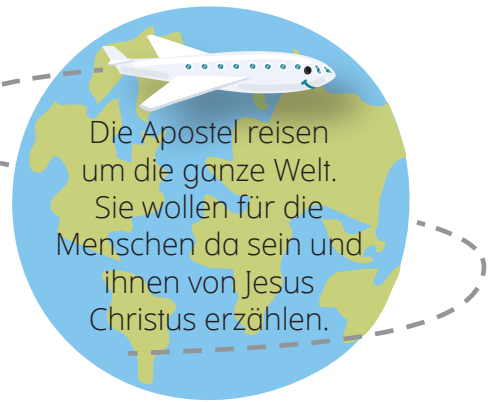 Die Apostel reisen
um die ganze Welt.
Sie wollen für die
Menschen da sein und
ihnen von Jesus
Christus erzählen.